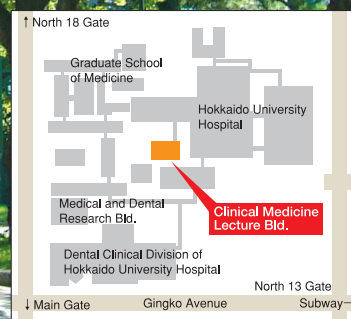 ↑ North 18 Gate
Graduate School
of Medicine
Hokkaido University
Hospital
Clinical Medicine
Lecture Bld.
Medical and Dental
Research Bld.
Dental Clinical Division of
Hokkaido University Hospital
North 13 Gate
↓ Main Gate
Gingko Avenue
Subway→